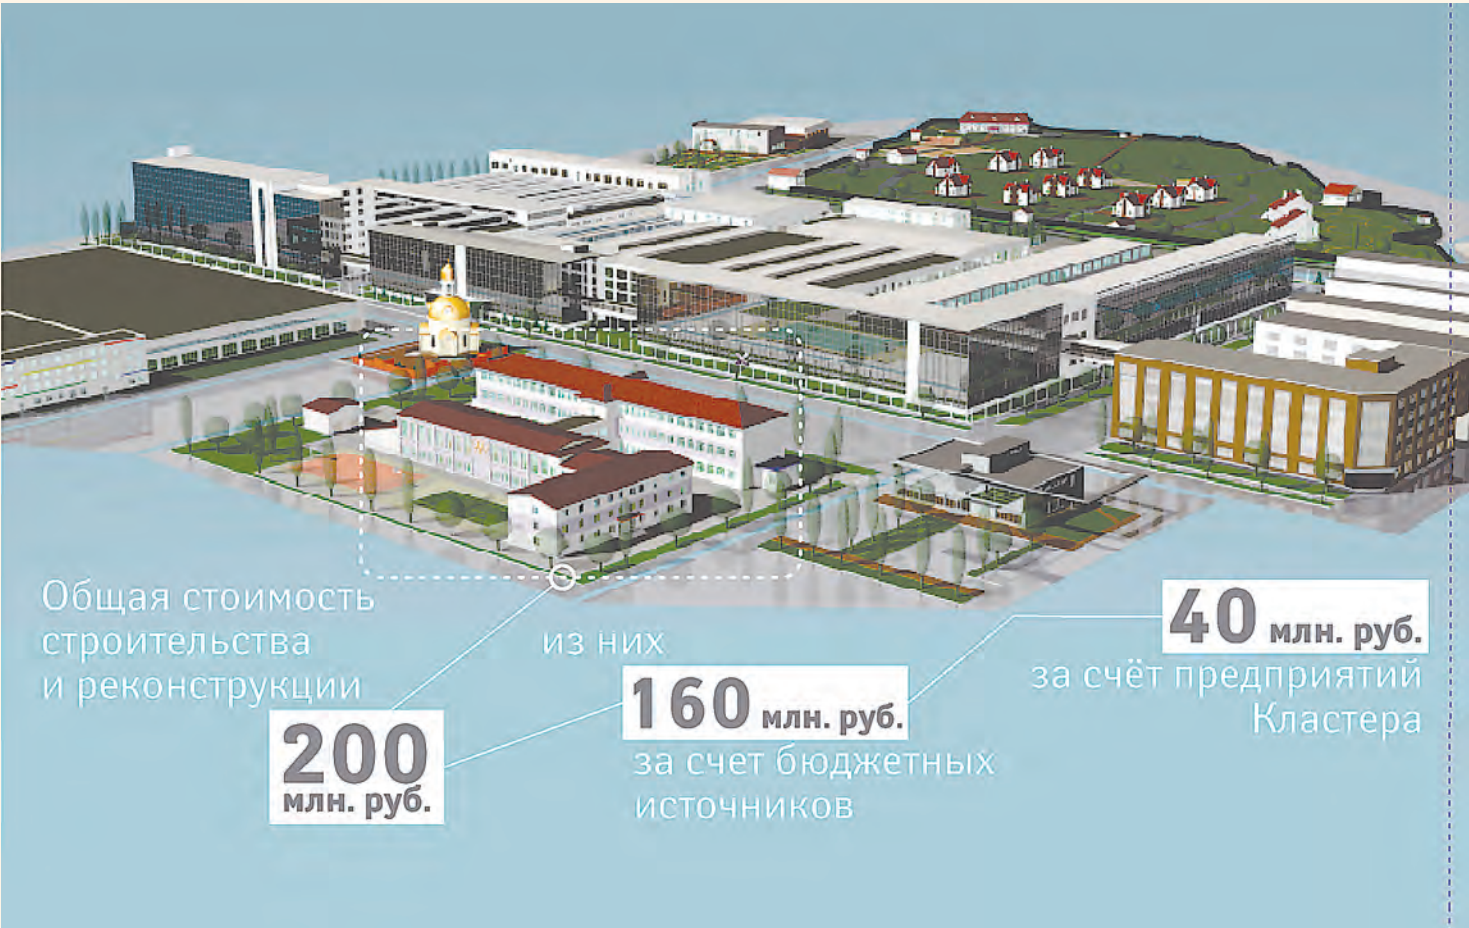 Общая стоимость
строительства
и реконструкции
200
млн. руб.
из них
160 млн. руб.
за счет бюджетных
источников
40 млн. руб.
за счёт предприятий
Кластера